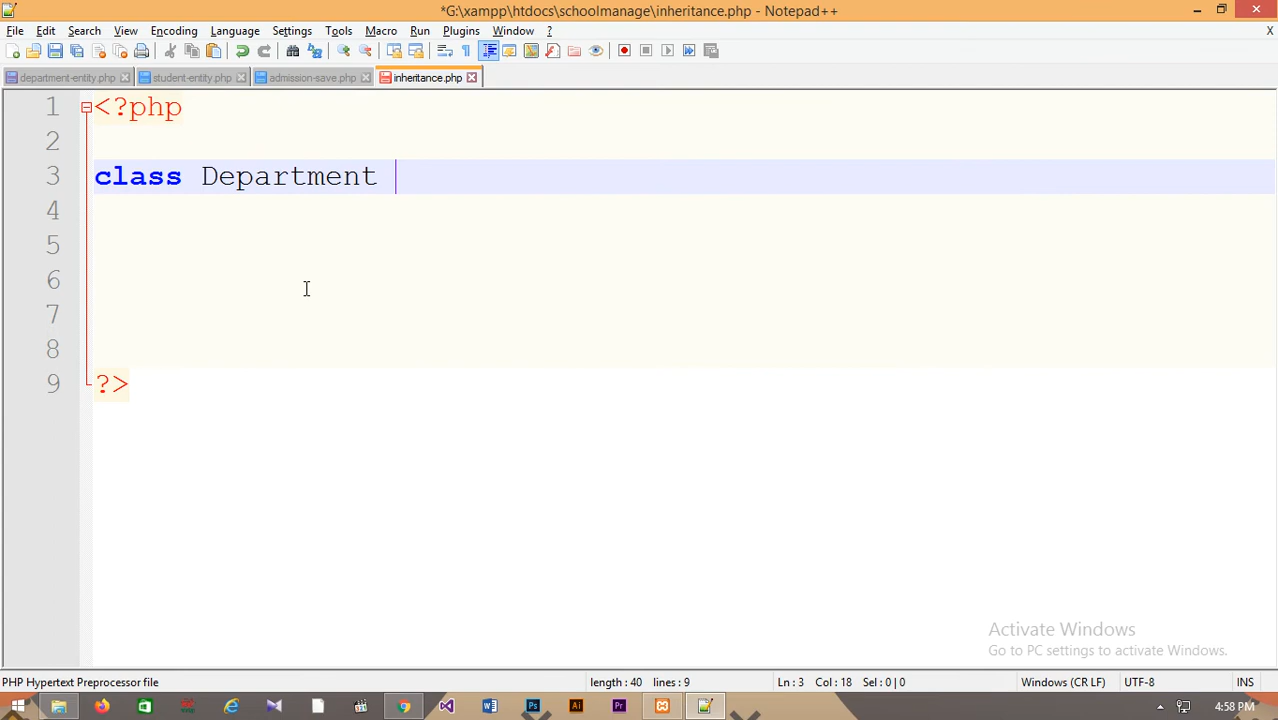 *G:\xampp\htdocs\schoolmanage\inheritance.php - Notepad++
File Edit Search View Encoding Language Settings Tools Macro Run Plugins Window ? X
department-entity.php student-entity.php admission-save.php inheritance.php
1 <?php
2
3 class Department
4
5
6
7
8
9 ?>
Activate Windows
Go to PC settings to activate Windows.
PHP Hypertext Preprocessor file length : 40 lines : 9 Ln : 3 Col : 18 Sel : 0 | 0 Windows (CR LF) UTF-8 INS
4:58 PM